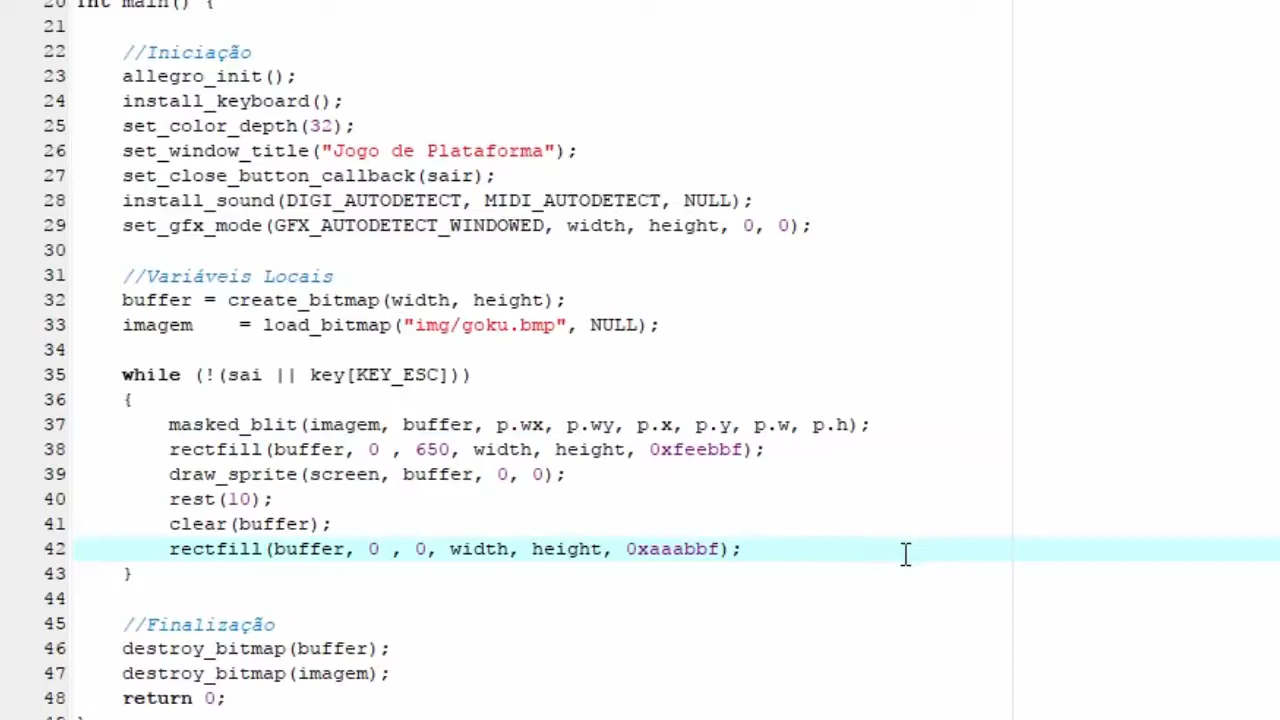 20 int main() {
21
22 //Iniciação
23 allegro_init();
24 install_keyboard();
25 set_color_depth(32);
26 set_window_title("Jogo de Plataforma");
27 set_close_button_callback(sair);
28 install_sound(DIGI_AUTODETECT, MIDI_AUTODETECT, NULL);
29 set_gfx_mode(GFX_AUTODETECT_WINDOWED, width, height, 0, 0);
30
31 //Variáveis Locais
32 buffer = create_bitmap(width, height);
33 imagem    = load_bitmap("img/goku.bmp", NULL);
34
35 while (!(sai || key[KEY_ESC]))
36 {
37 masked_blit(imagem, buffer, p.wx, p.wy, p.x, p.y, p.w, p.h);
38 rectfill(buffer, 0 , 650, width, height, 0xfeebbf);
39 draw_sprite(screen, buffer, 0, 0);
40 rest(10);
41 clear(buffer);
42 rectfill(buffer, 0 , 0, width, height, 0xaaabbf);
43 }
44
45 //Finalização
46 destroy_bitmap(buffer);
47 destroy_bitmap(imagem);
48 return 0;
49 }